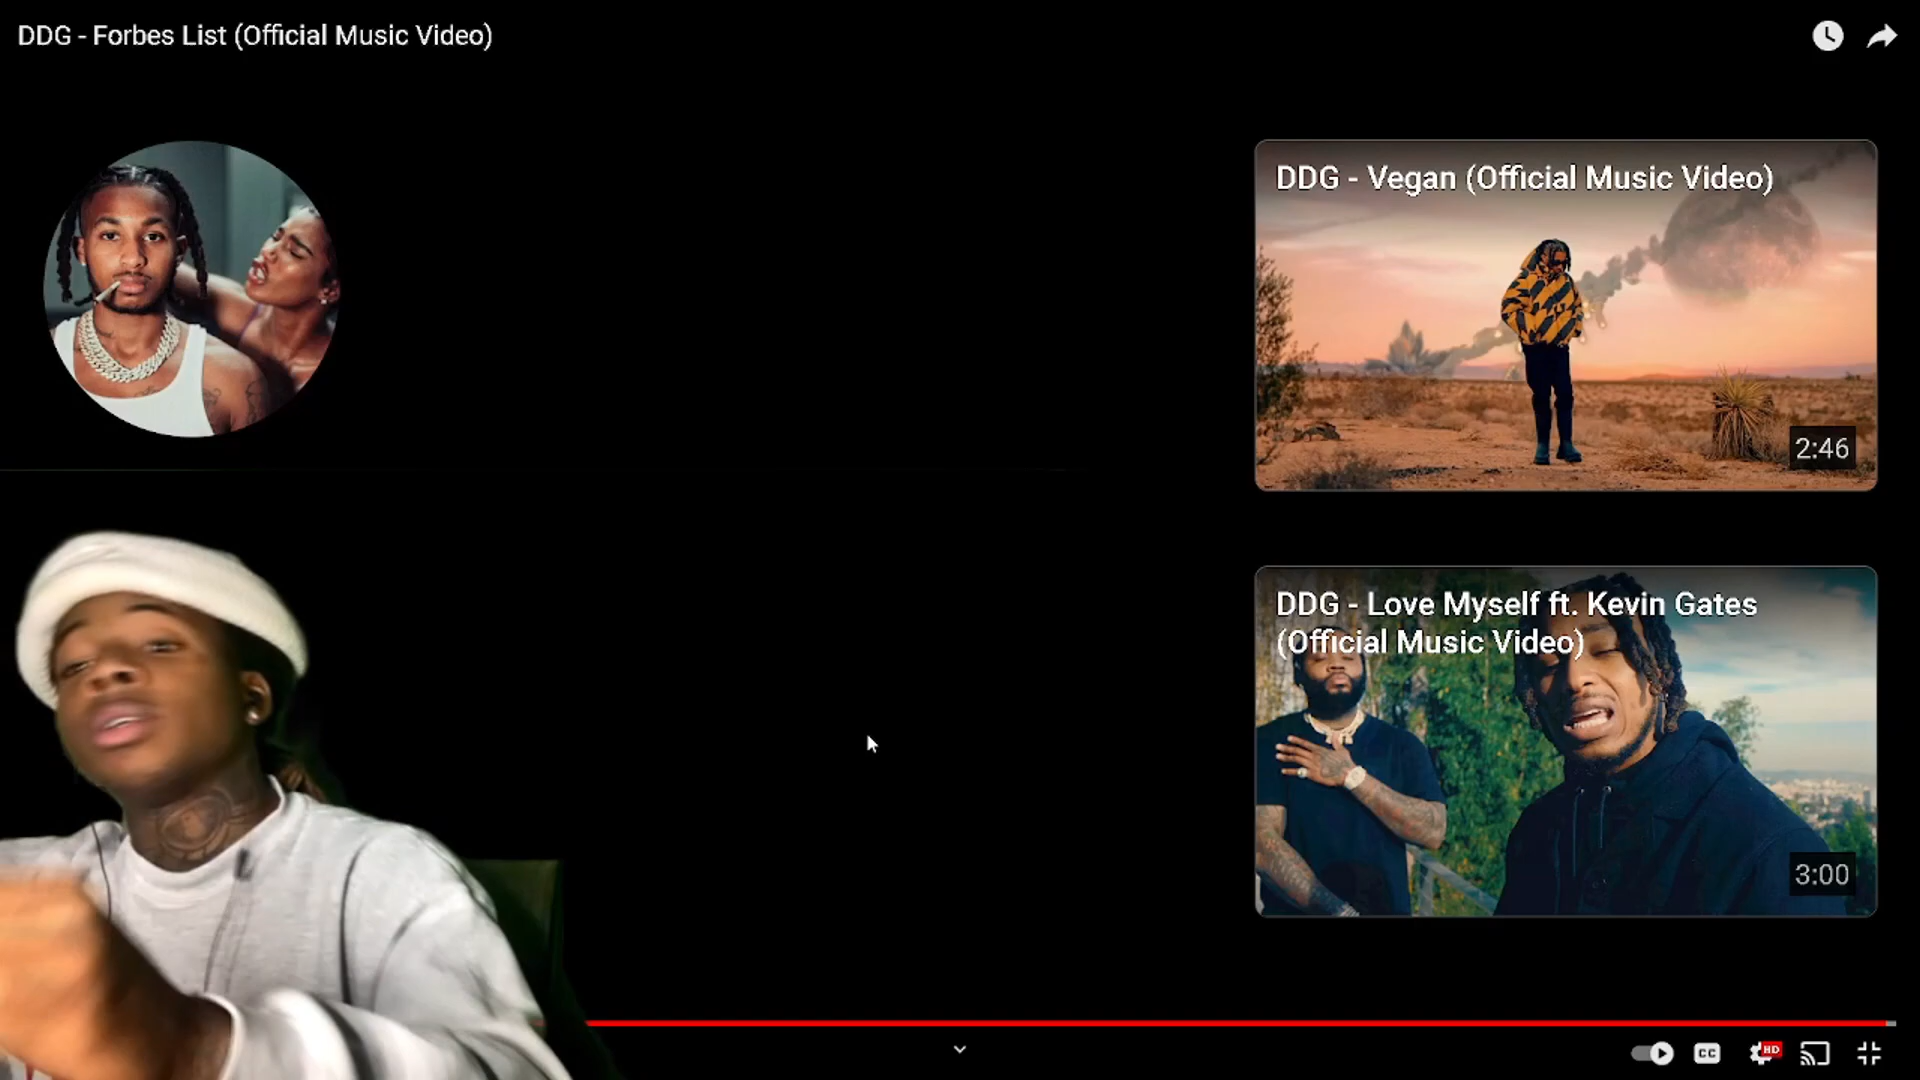 DDG - Forbes List (Official Music Video)
DDG - Vegan (Official Music Video)
2:46
DDG - Love Myself ft. Kevin Gates
(Official Music Video)
3:00
CC
HD